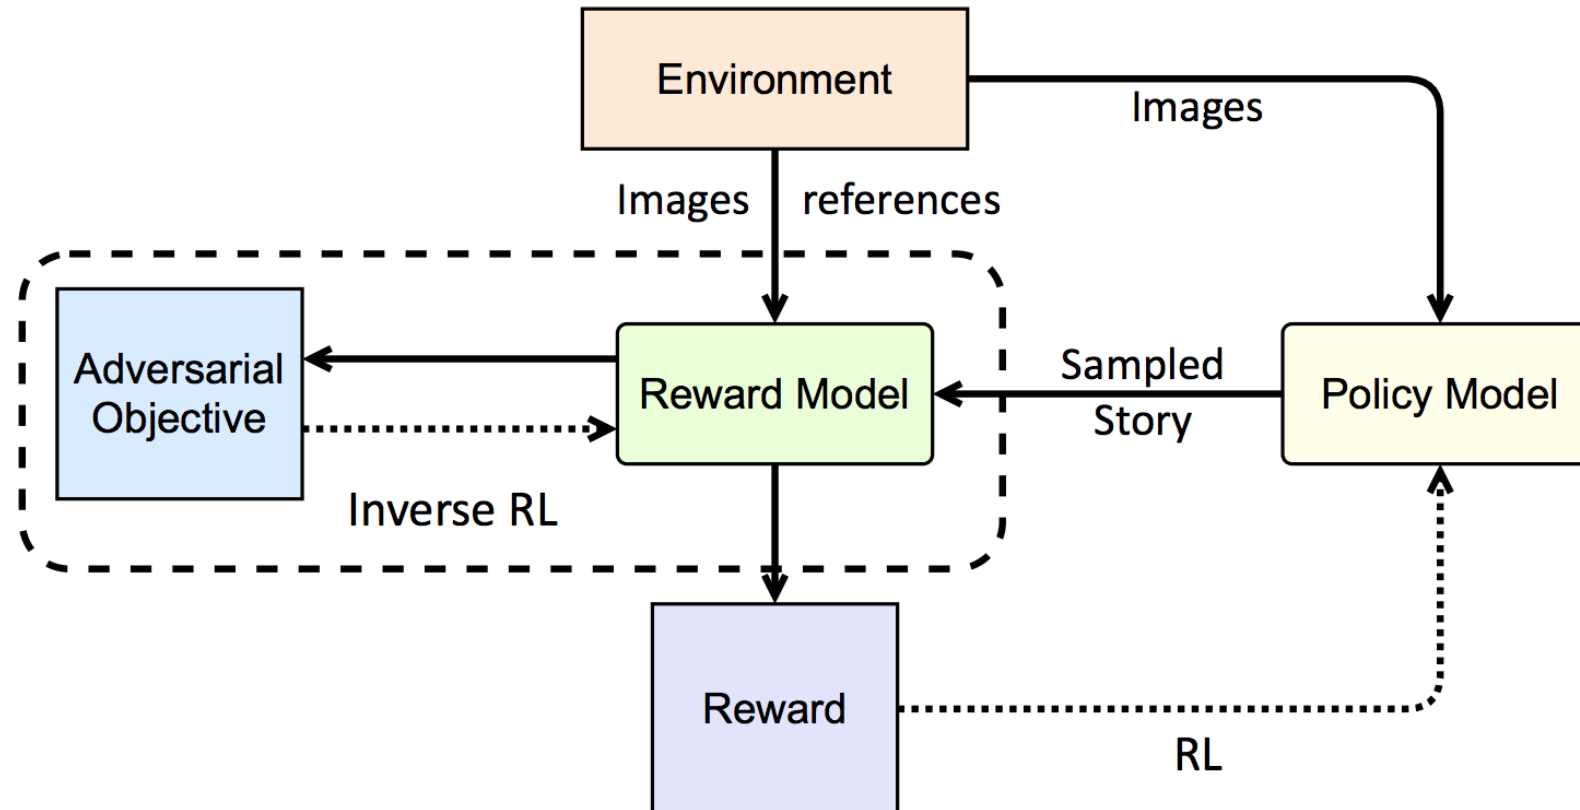 Environment
Images
Images references
Adversarial
Objective
Reward Model
Sampled
Story
Policy Model
Inverse RL
Reward
RL